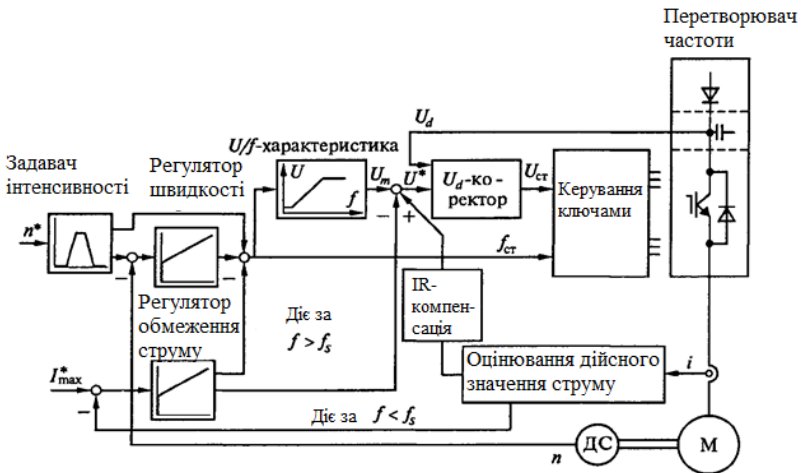 Перетворювач
частоти
U_d
U/f-характеристика
Задавач
інтенсивності
Регулятор
швидкості
U
f
U_m
U*
U_d-ко-
ректор
U_ст
Керування
ключами
n*
+
−
−
−
f_ст
IR-
компен-
сація
Регулятор
обмеження
струму
Діє за
f > f_s
I*_max
−
Оцінювання дійсного
значення струму
i
Діє за f < f_s
n
ДС
М